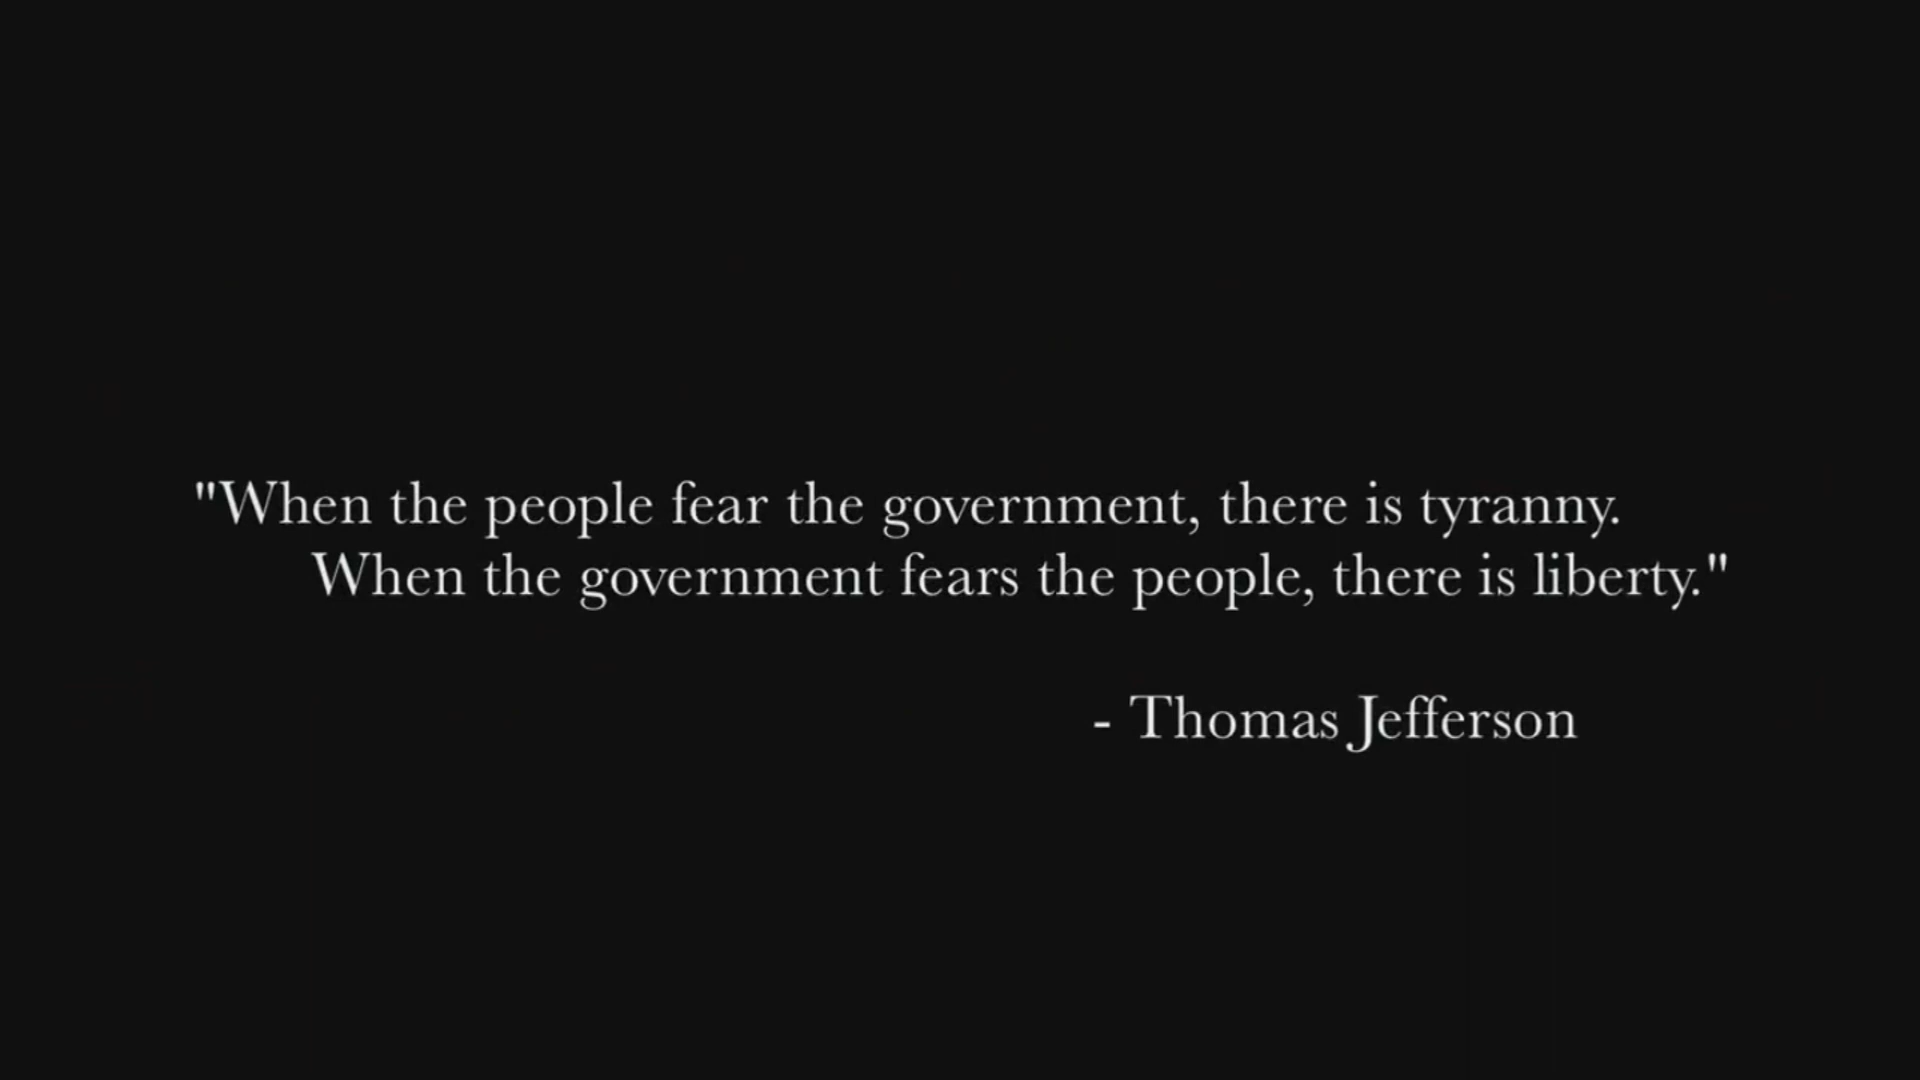 "When the people fear the government, there is tyranny.
When the government fears the people, there is liberty."
- Thomas Jefferson